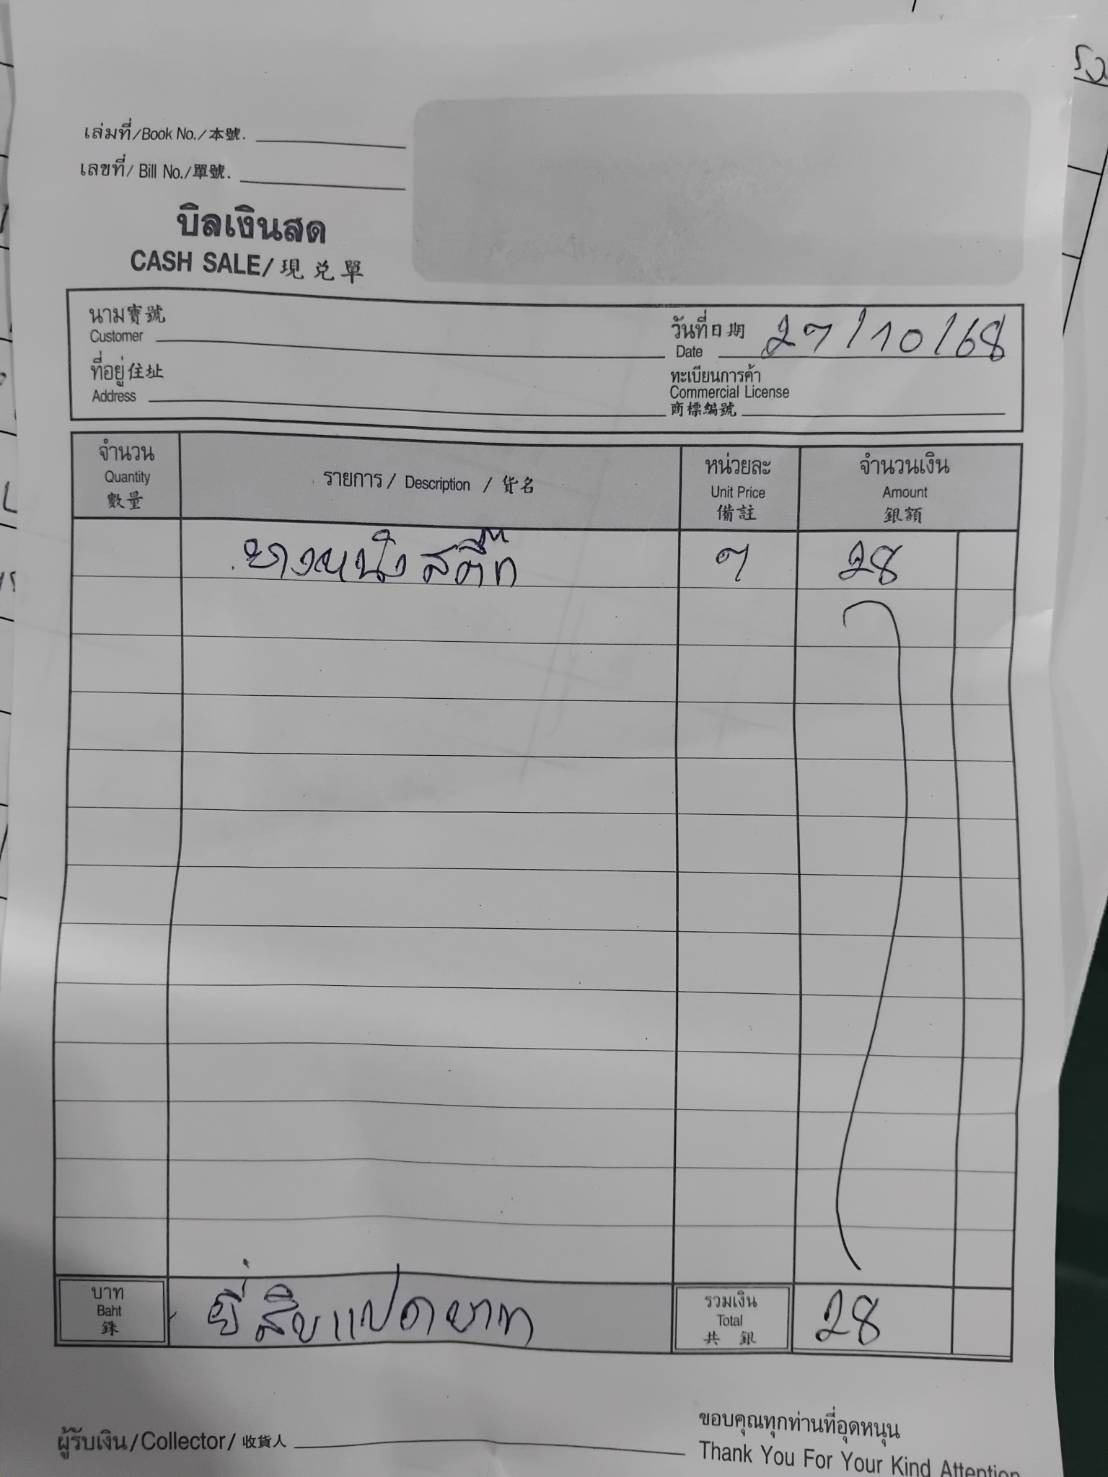 เล่มที่/Book No./本號.
เลขที่/ Bill No./單號.
บิลเงินสด
CASH SALE/現兌單
นามหรือ寳號
Customer
วันที่日期 27/10/68
Date
ที่อยู่住址
Address
ทะเบียนการค้า
Commercial License
商標編號
จำนวน รายการ / Description / 貨名 หน่วยละ จำนวนเงิน
Quantity Unit Price Amount
數量 備註 銀額
ยางหนังสติ๊ก ๆ 28
บาท ยี่สิบแปดบาท รวมเงิน 28
Baht Total
銖 共銀
ผู้รับเงิน/Collector/ 收貨人
ขอบคุณทุกท่านที่อุดหนุน
Thank You For Your Kind Attention